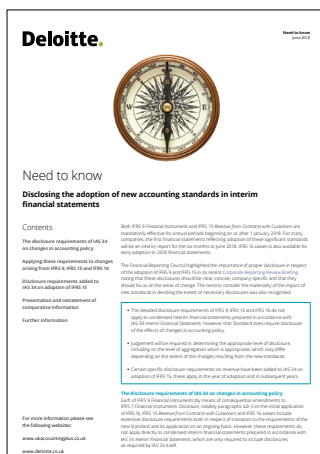 Deloitte.
Need to know
June 2018
Need to know
Disclosing the adoption of new accounting standards in interim
financial statements
Contents
The disclosure requirements of IAS 34
on changes in accounting policy
Applying these requirements to changes
arising from IFRS 9, IFRS 15 and IFRS 16
Disclosure requirements added to
IAS 34 on adoption of IFRS 15
Presentation and restatement of
comparative information
Further information
For more information please see
the following websites:
www.ukaccountingplus.co.uk
www.deloitte.co.uk
Both IFRS 9 Financial Instruments and IFRS 15 Revenue from Contracts with Customers are
mandatorily effective for annual periods beginning on or after 1 January 2018. For many
companies, the first financial statements reflecting adoption of these significant standards
will be an interim report for the six months to June 2018. IFRS 16 Leases is also available for
early adoption in 2018 financial statements.
The Financial Reporting Council highlighted the importance of proper disclosure in respect
of the adoption of IFRS 9 and IFRS 15 in its recent Corporate Reporting Review Briefing,
noting that these disclosures should be clear, concise, company-specific and that they
should focus on the areas of change. The need to consider the materiality of the impact of
new standards in deciding the extent of necessary disclosures was also recognised.
• The detailed disclosure requirements of IFRS 9, IFRS 15 and IFRS 16 do not
apply to condensed interim financial statements prepared in accordance with
IAS 34 Interim Financial Statements. However, that Standard does require disclosure
of the effects of changes in accounting policy.
• Judgement will be required in determining the appropriate level of disclosure,
including on the level of aggregation which is appropriate, which may differ
depending on the extent of the changes resulting from the new standards.
• Certain specific disclosure requirements on revenue have been added to IAS 34 on
adoption of IFRS 15, these apply in the year of adoption and in subsequent years.
The disclosure requirements of IAS 34 on changes in accounting policy
Each of IFRS 9 Financial Instruments (by means of consequential amendments to
IFRS 7 Financial Instruments: Disclosure, notably paragraphs 42I-S on the initial application
of IFRS 9), IFRS 15 Revenue from Contracts with Customers and IFRS 16 Leases include
extensive disclosure requirements both in respect of transition to the requirements of the
new Standard and its application on an ongoing basis. However, these requirements do
not apply directly to condensed interim financial statements prepared in accordance with
IAS 34 Interim Financial Statements, which are only required to include disclosures
as required by IAS 34 itself.